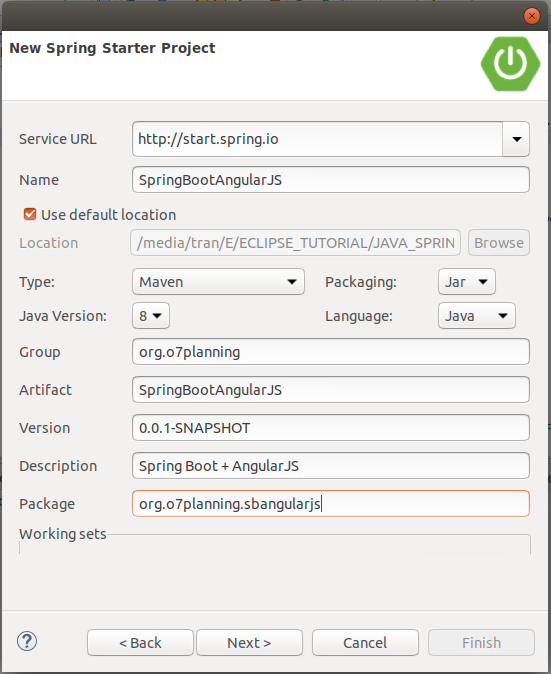 New Spring Starter Project
Service URL http://start.spring.io
Name SpringBootAngularJS
Use default location
Location /media/tran/E/ECLIPSE_TUTORIAL/JAVA_SPRIN Browse
Type: Maven Packaging: Jar
Java Version: 8 Language: Java
Group org.o7planning
Artifact SpringBootAngularJS
Version 0.0.1-SNAPSHOT
Description Spring Boot + AngularJS
Package org.o7planning.sbangularjs
Working sets
? < Back Next > Cancel Finish